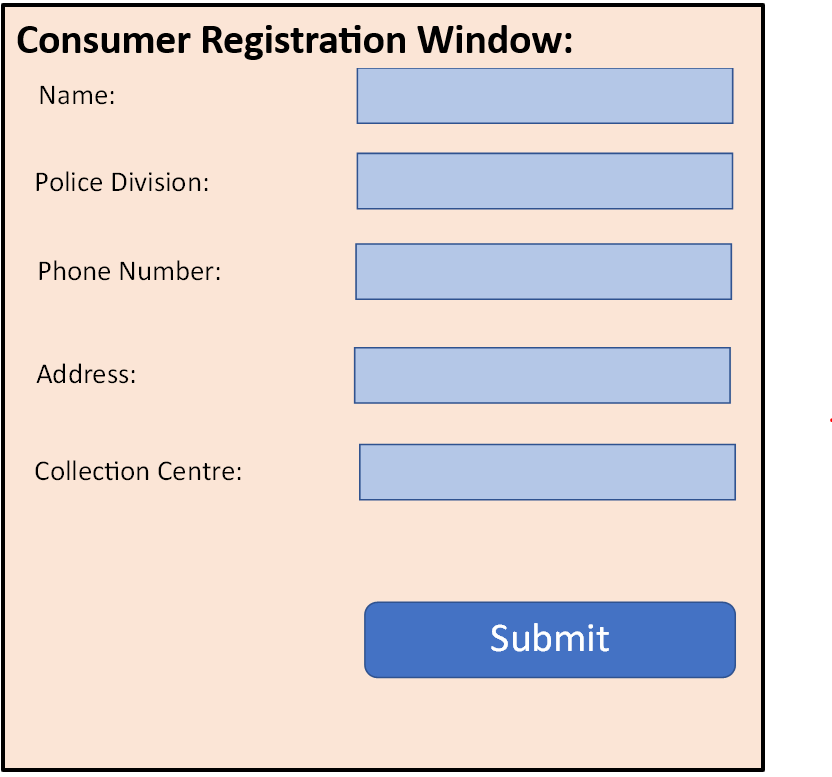 Consumer Registration Window:
Name:
Police Division:
Phone Number:
Address:
Collection Centre:
Submit